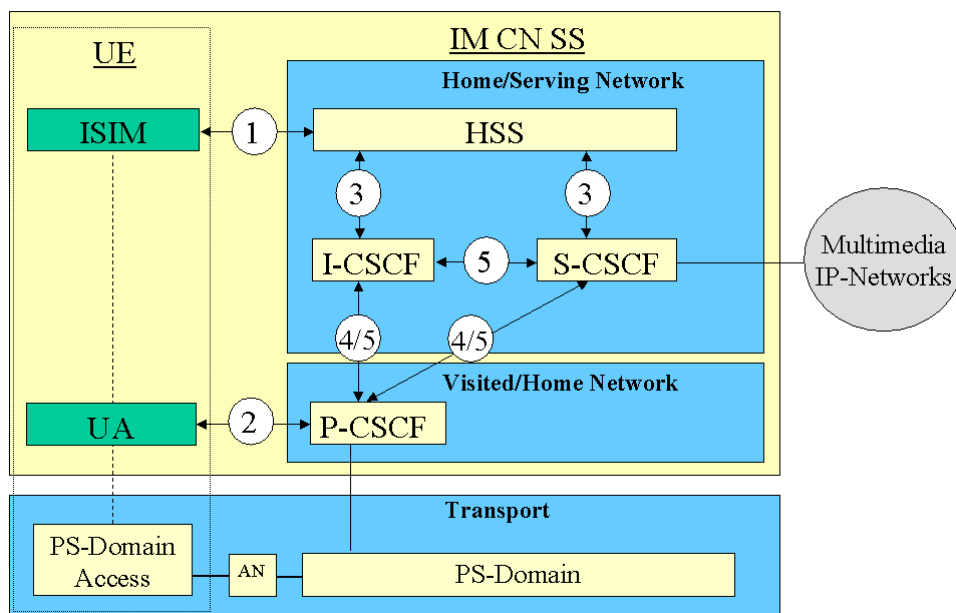 UE
IM CN SS
Home/Serving Network
ISIM
1
HSS
3
3
I-CSCF
5
S-CSCF
Multimedia
IP-Networks
4/5
4/5
Visited/Home Network
UA
2
P-CSCF
Transport
PS-Domain
Access
AN
PS-Domain